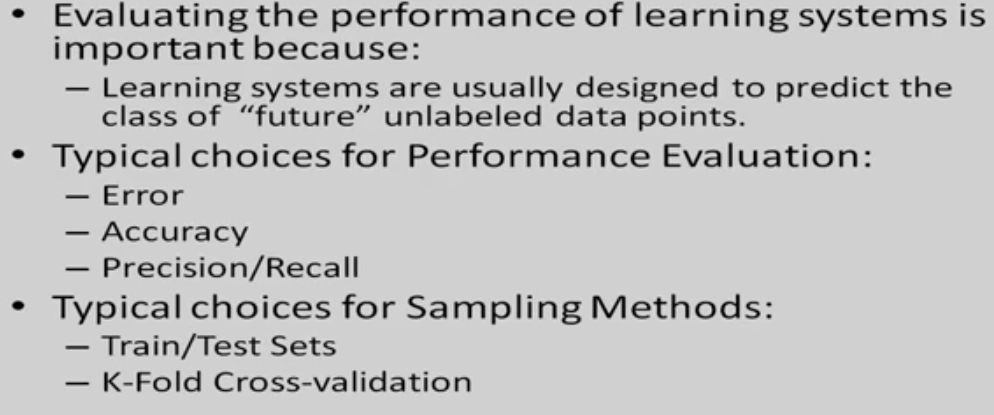 • Evaluating the performance of learning systems is
important because:
– Learning systems are usually designed to predict the
class of “future” unlabeled data points.
• Typical choices for Performance Evaluation:
– Error
– Accuracy
– Precision/Recall
• Typical choices for Sampling Methods:
– Train/Test Sets
– K-Fold Cross-validation